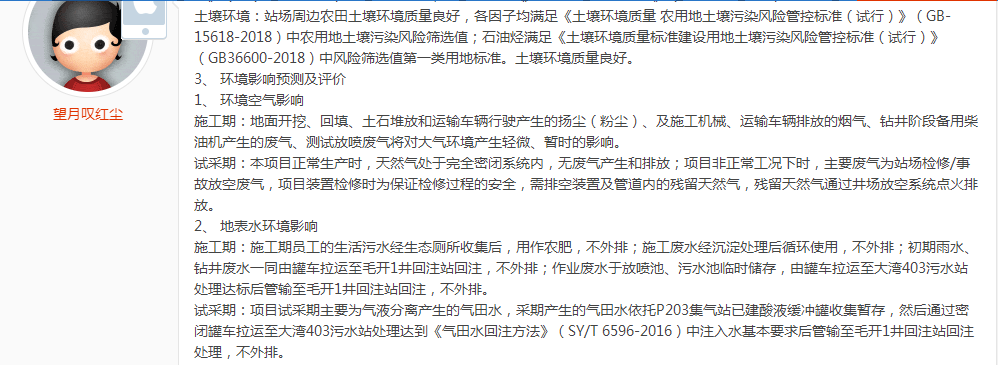 土壤环境：站场周边农田土壤环境质量良好，各因子均满足《土壤环境质量 农用地土壤污染风险管控标准（试行）》（GB-
15618-2018）中农用地土壤污染风险筛选值；石油烃满足《土壤环境质量标准建设用地土壤污染风险管控标准（试行）》
（GB36600-2018）中风险筛选值第一类用地标准。土壤环境质量良好。
3、 环境影响预测及评价
1、 环境空气影响
望月叹红尘
施工期：地面开挖、回填、土石堆放和运输车辆行驶产生的扬尘（粉尘）、及施工机械、运输车辆排放的烟气、钻井阶段备用柴
油机产生的废气、测试放喷废气将对大气环境产生轻微、暂时的影响。
试采期：本项目正常生产时，天然气处于完全密闭系统内，无废气产生和排放；项目非正常工况下时，主要废气为站场检修/事
故放空废气，项目装置检修时为保证检修过程的安全，需排空装置及管道内的残留天然气，残留天然气通过井场放空系统点火排
放。
2、 地表水环境影响
施工期：施工期员工的生活污水经生态厕所收集后，用作农肥，不外排；施工废水经沉淀处理后循环使用，不外排；初期雨水、
钻井废水一同由罐车拉运至毛开1井回注站回注，不外排；作业废水于放喷池、污水池临时储存，由罐车拉运至大湾403污水站
处理达标后管输至毛开1井回注站回注，不外排。
试采期：项目试采期主要为气液分离产生的气田水，采期产生的气田水依托P203集气站已建酸液缓冲罐收集暂存，然后通过密
闭罐车拉运至大湾403污水站处理达到《气田水回注方法》（SY/T 6596-2016）中注入水基本要求后管输至毛开1井回注站回注
处理，不外排。